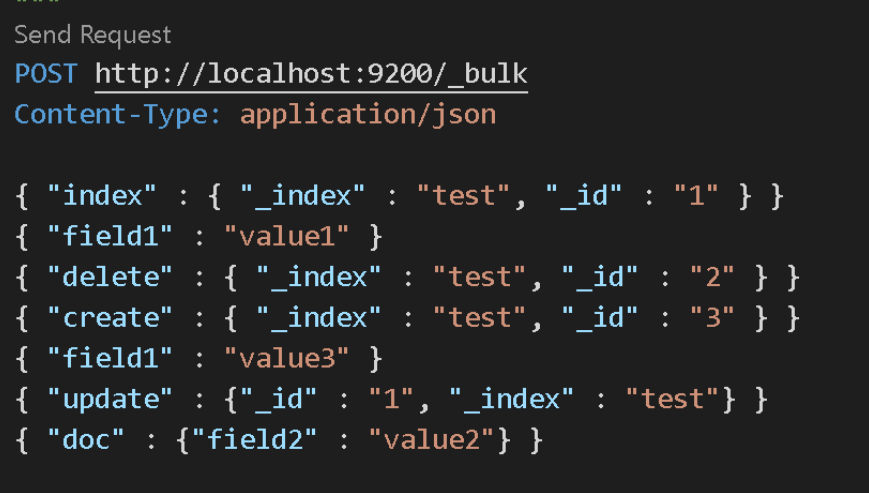 Send Request
POST http://localhost:9200/_bulk
Content-Type: application/json
{ "index" : { "_index" : "test", "_id" : "1" } }
{ "field1" : "value1" }
{ "delete" : { "_index" : "test", "_id" : "2" } }
{ "create" : { "_index" : "test", "_id" : "3" } }
{ "field1" : "value3" }
{ "update" : {"_id" : "1", "_index" : "test"} }
{ "doc" : {"field2" : "value2"} }